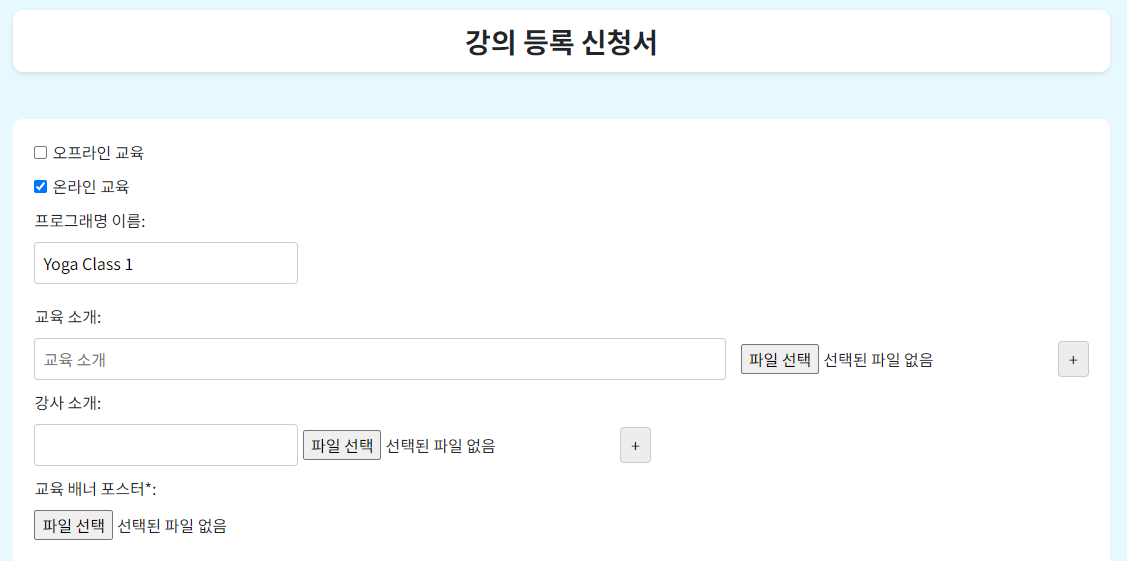 강의 등록 신청서
오프라인 교육
온라인 교육
프로그래명 이름:
Yoga Class 1
교육 소개:
교육 소개 파일 선택 선택된 파일 없음 +
강사 소개:
파일 선택 선택된 파일 없음 +
교육 배너 포스터*:
파일 선택 선택된 파일 없음